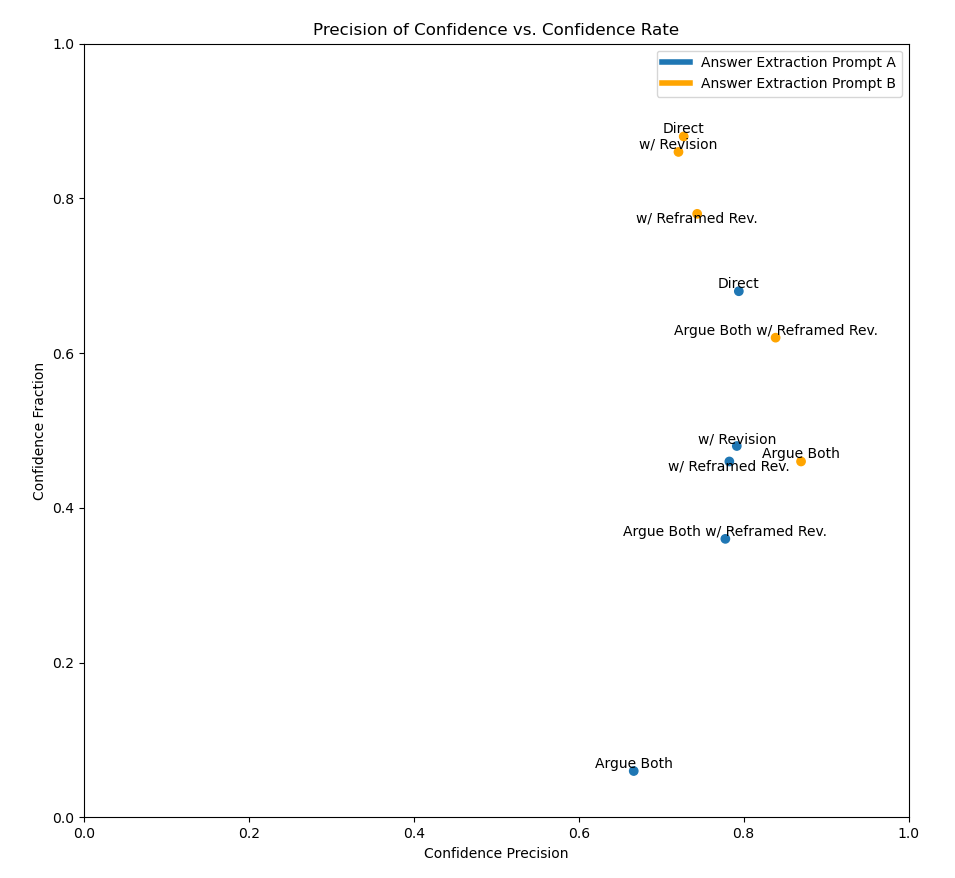 Precision of Confidence vs. Confidence Rate
1.0
Answer Extraction Prompt A
Answer Extraction Prompt B
Direct
w/ Revision
0.8
w/ Reframed Rev.
Direct
Argue Both w/ Reframed Rev.
0.6
Confidence Fraction
w/ Revision
Argue Both
w/ Reframed Rev.
0.4
Argue Both w/ Reframed Rev.
0.2
Argue Both
0.0
0.0 0.2 0.4 0.6 0.8 1.0
Confidence Precision